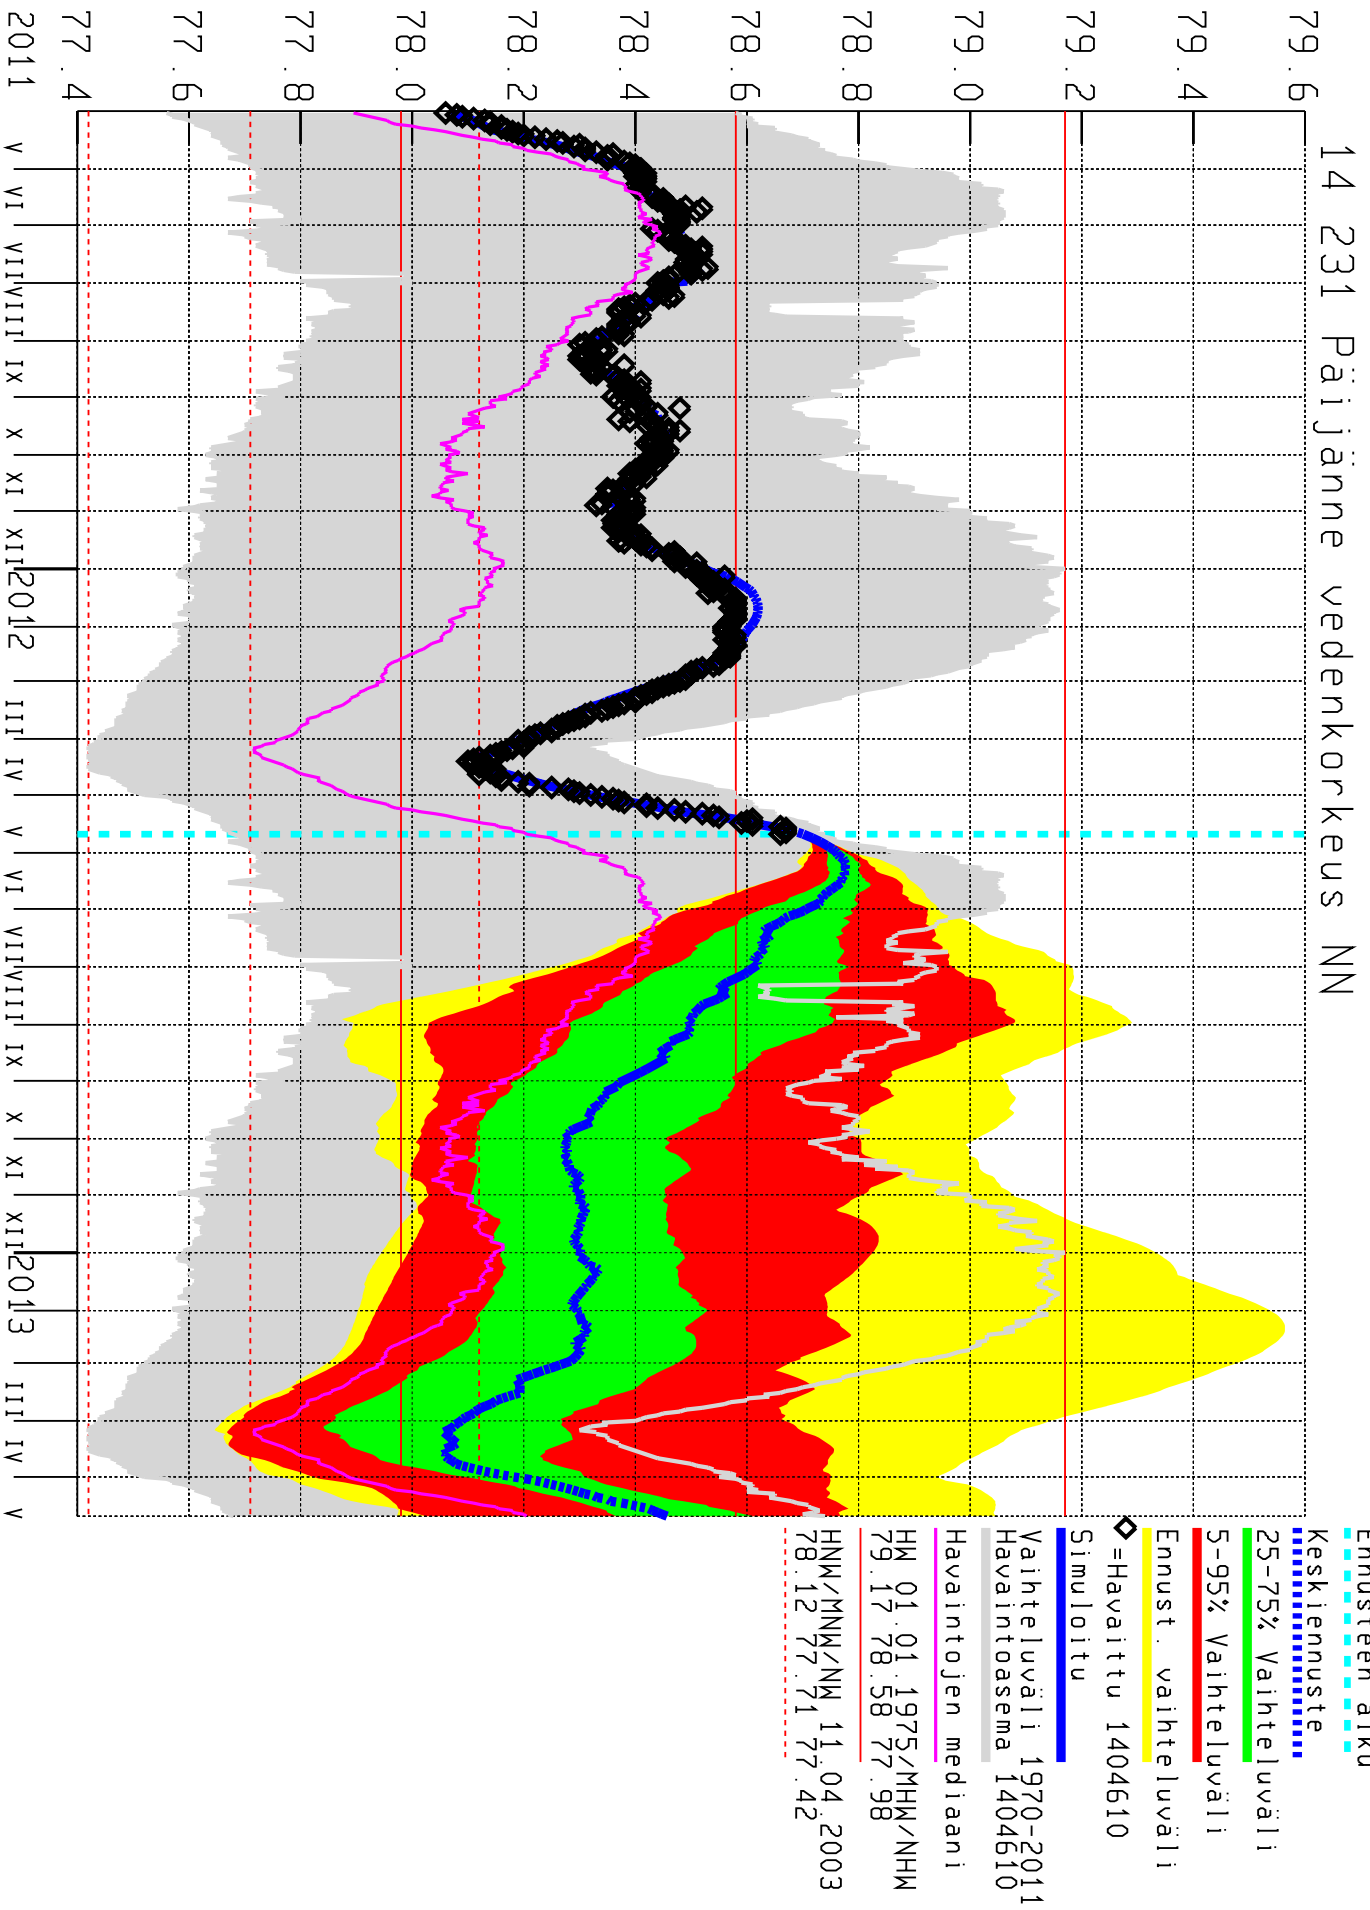 14 231 Päijänne vedenkorkeus NN
79.6
79.4
79.2
79.0
78.8
78.6
78.4
78.2
78.0
77.8
77.6
77.4
2011 V VI VII VIII IX X XI XII 2012 III IV V VI VII VIII IX X XI XII 2013 III IV V
Ennusteen alku
Keskiennuste
25-75% Vaihteluväli
5-95% Vaihteluväli
Ennust. vaihteluväli
=Havaittu 1404610
Simuloitu
Vaihteluväli 1970-2011
Havaintoasema 1404610
Havaintojen mediaani
HW 01.01.1975/MHW/NHW
79.17 78.58 77.98
HNW/MNW/NW 11.04.2003
78.12 77.71 77.42